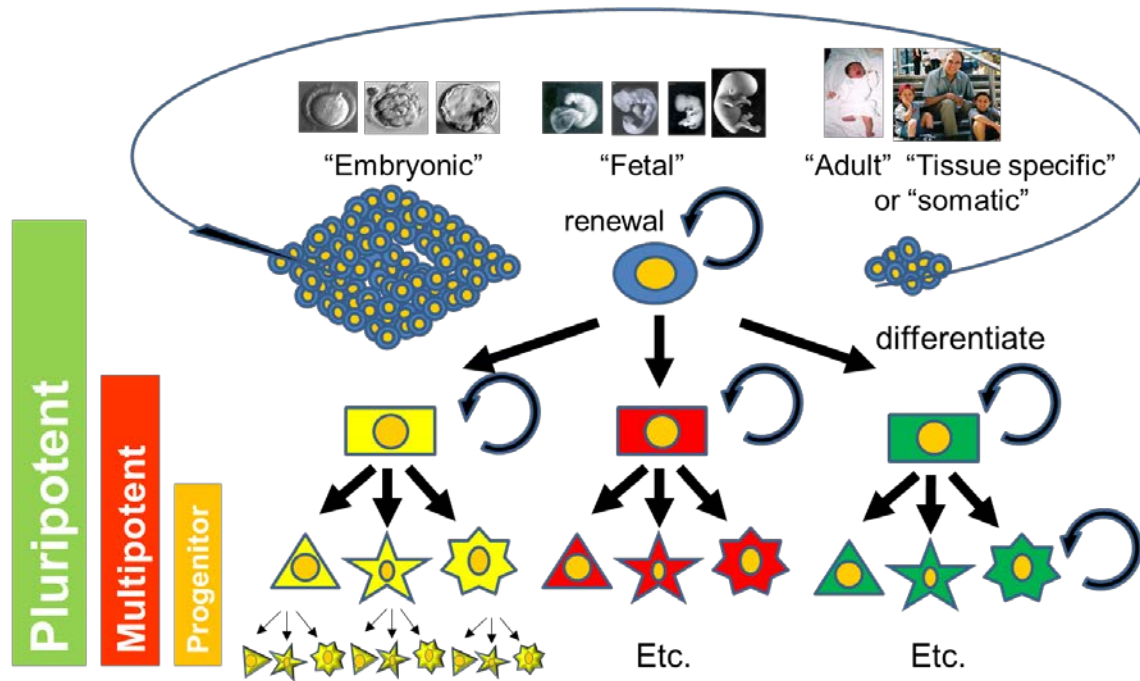 “Embryonic”
“Fetal”
“Adult” “Tissue specific”
or “somatic”
renewal
differentiate
Pluripotent
Multipotent
Progenitor
Etc.
Etc.